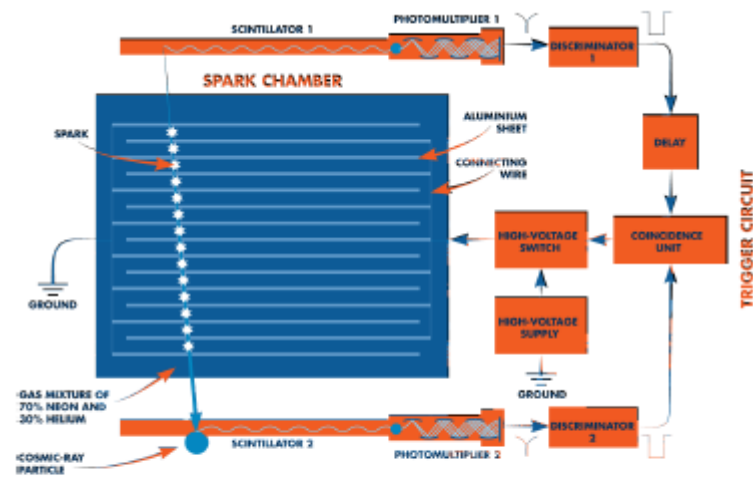 SCINTILLATOR 1
PHOTOMULTIPLIER 1
DISCRIMINATOR
1
SPARK CHAMBER
SPARK
ALUMINIUM
SHEET
CONNECTING
WIRE
DELAY
HIGH-VOLTAGE
SWITCH
COINCIDENCE
UNIT
TRIGGER CIRCUIT
GROUND
HIGH-VOLTAGE
SUPPLY
GROUND
GAS MIXTURE OF
70% NEON AND
30% HELIUM
SCINTILLATOR 2
PHOTOMULTIPLIER 2
DISCRIMINATOR
2
COSMIC-RAY
PARTICLE